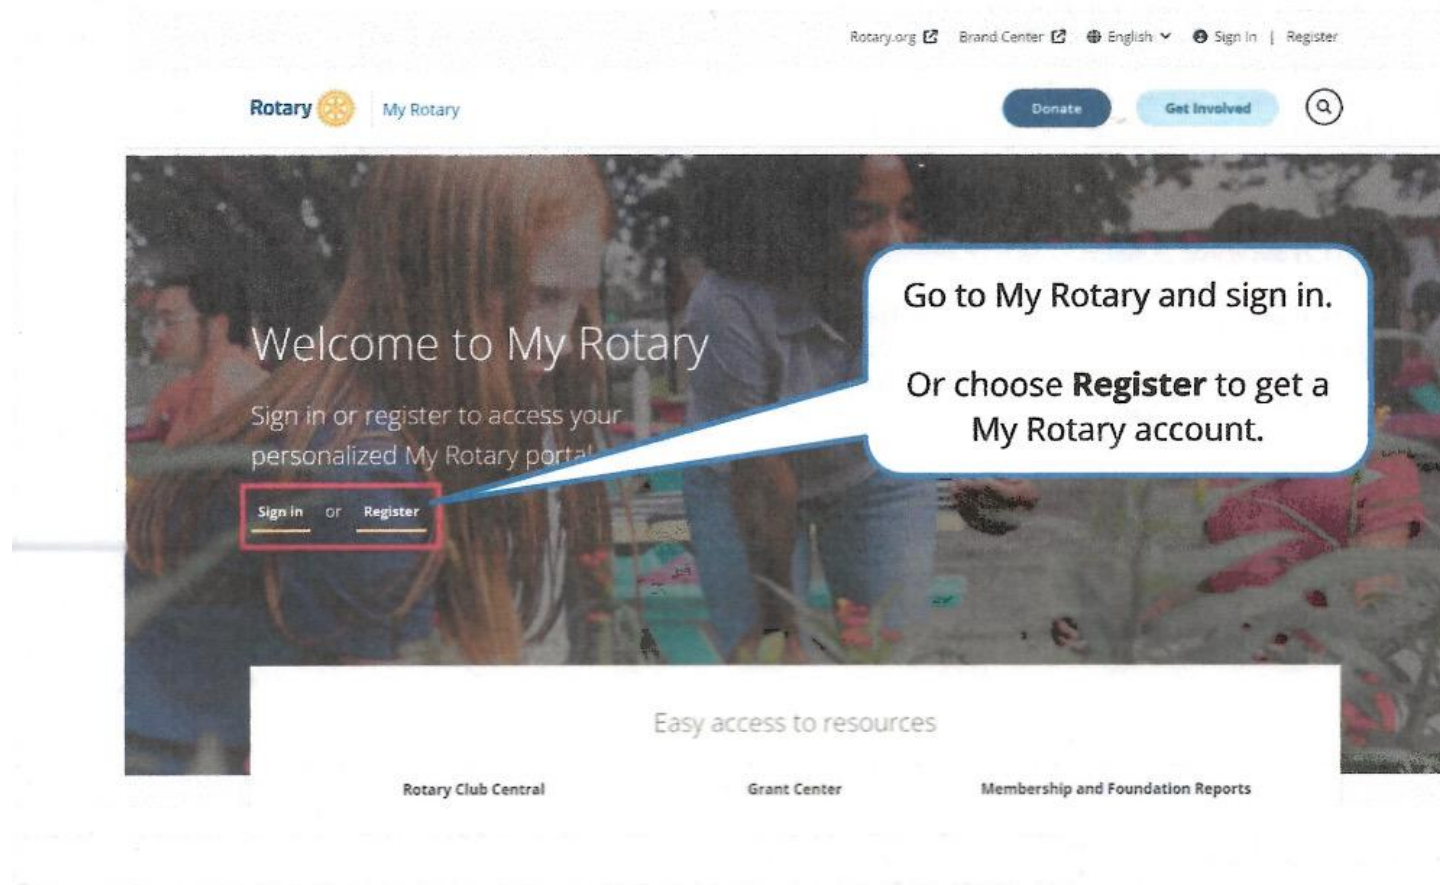 Rotary.org Brand Center English Sign In | Register
Rotary My Rotary Donate Get Involved
Welcome to My Rotary
Sign in or register to access your
personalized My Rotary portal
Sign in or Register
Go to My Rotary and sign in.
Or choose Register to get a
My Rotary account.
Easy access to resources
Rotary Club Central Grant Center Membership and Foundation Reports